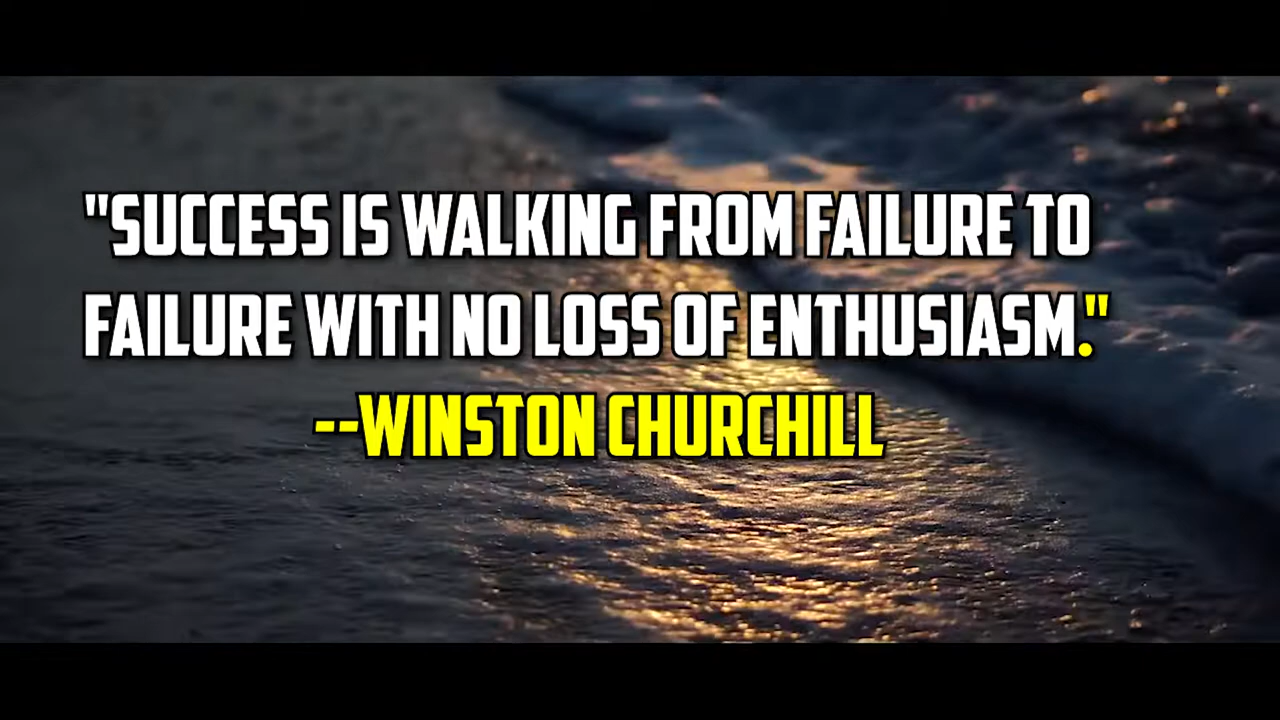 "SUCCESS IS WALKING FROM FAILURE TO
FAILURE WITH NO LOSS OF ENTHUSIASM."
--WINSTON CHURCHILL